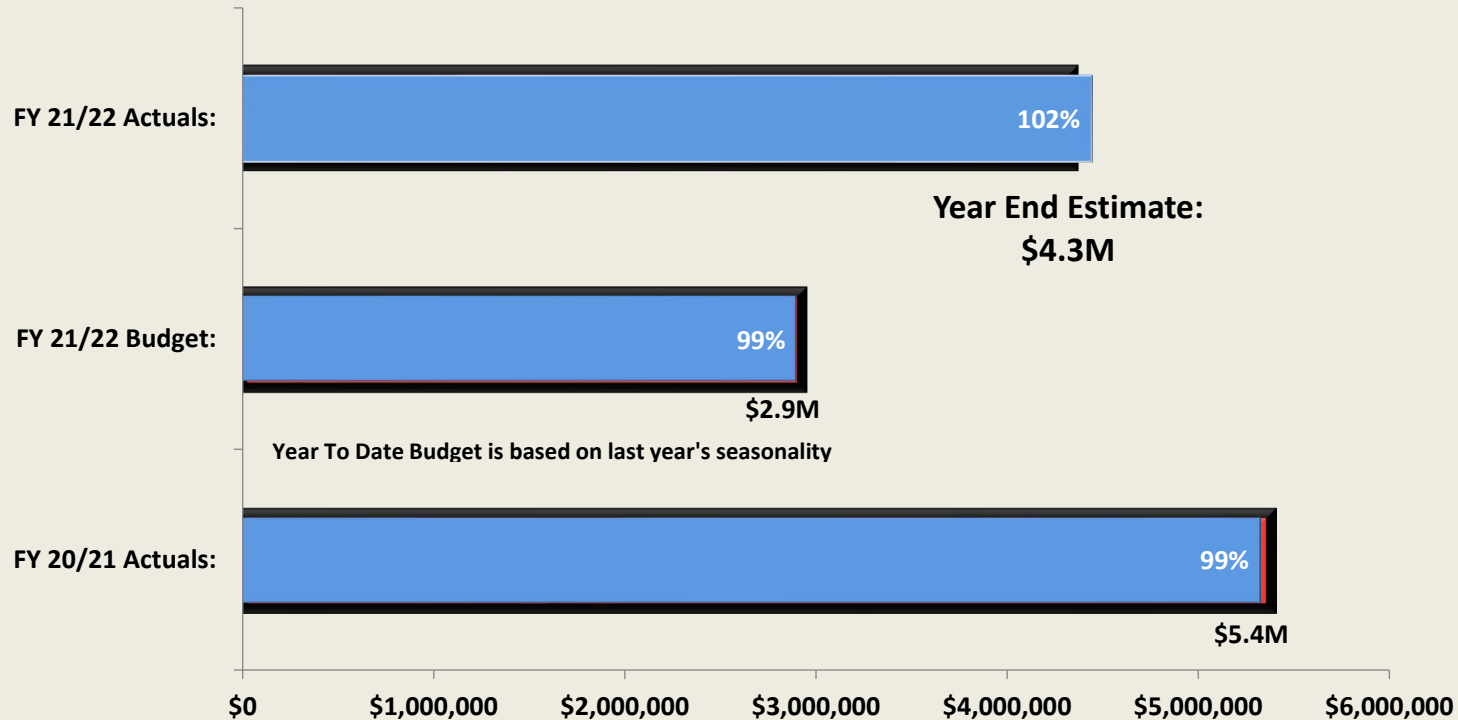 FY 21/22 Actuals:
102%
Year End Estimate:
$4.3M
FY 21/22 Budget:
99%
$2.9M
Year To Date Budget is based on last year's seasonality
FY 20/21 Actuals:
99%
$5.4M
$0 $1,000,000 $2,000,000 $3,000,000 $4,000,000 $5,000,000 $6,000,000